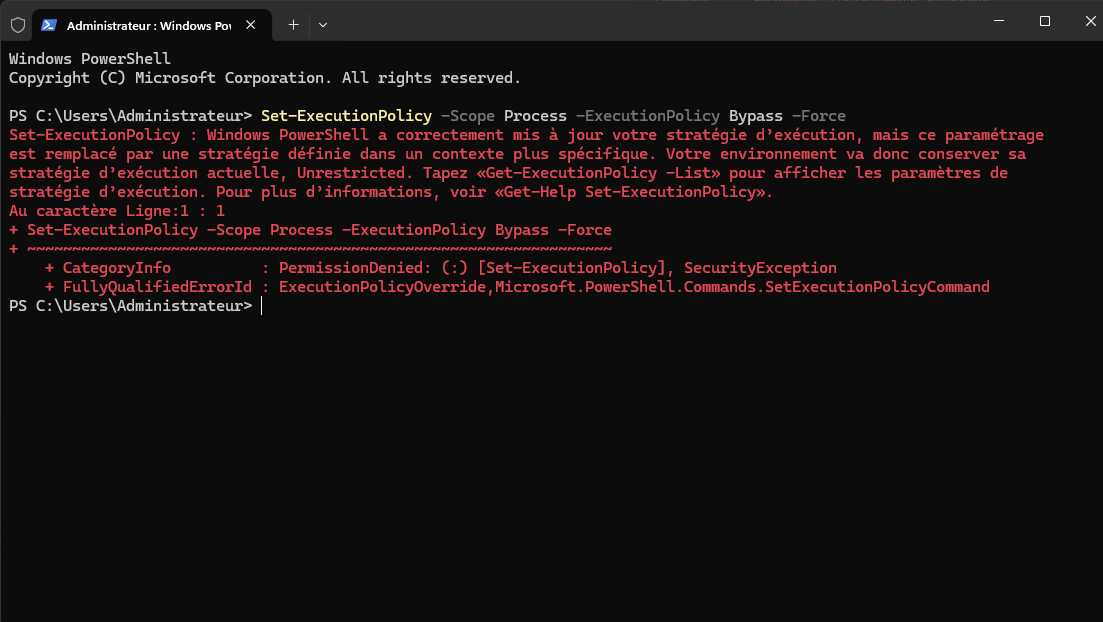 Administrateur : Windows Pow
Windows PowerShell
Copyright (C) Microsoft Corporation. All rights reserved.
PS C:\Users\Administrateur> Set-ExecutionPolicy -Scope Process -ExecutionPolicy Bypass -Force
Set-ExecutionPolicy : Windows PowerShell a correctement mis à jour votre stratégie d’exécution, mais ce paramétrage
est remplacé par une stratégie définie dans un contexte plus spécifique. Votre environnement va donc conserver sa
stratégie d’exécution actuelle, Unrestricted. Tapez «Get-ExecutionPolicy -List» pour afficher les paramètres de
stratégie d’exécution. Pour plus d’informations, voir «Get-Help Set-ExecutionPolicy».
Au caractère Ligne:1 : 1
+ Set-ExecutionPolicy -Scope Process -ExecutionPolicy Bypass -Force
+ ~~~~~~~~~~~~~~~~~~~~~~~~~~~~~~~~~~~~~~~~~~~~~~~~~~~~~~~~~~~~~~~~~
+ CategoryInfo          : PermissionDenied: (:) [Set-ExecutionPolicy], SecurityException
+ FullyQualifiedErrorId : ExecutionPolicyOverride,Microsoft.PowerShell.Commands.SetExecutionPolicyCommand
PS C:\Users\Administrateur>